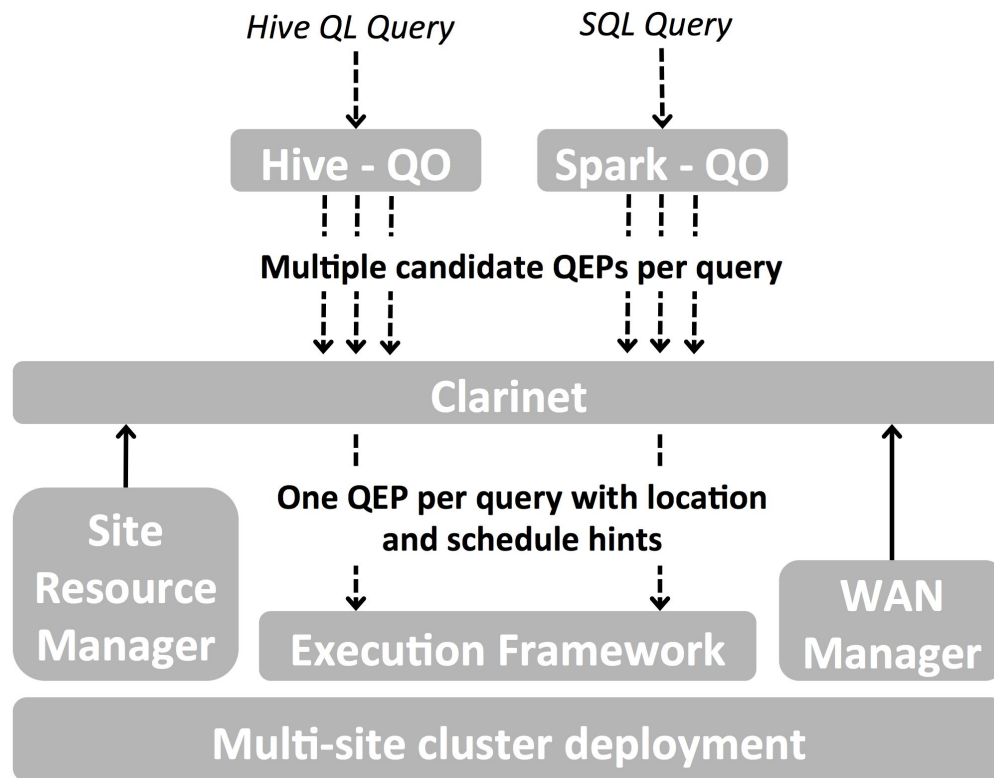 Hive QL Query
SQL Query
Hive - QO
Spark - QO
Multiple candidate QEPs per query
Clarinet
One QEP per query with location
and schedule hints
Site
Resource
Manager
WAN
Manager
Execution Framework
Multi-site cluster deployment